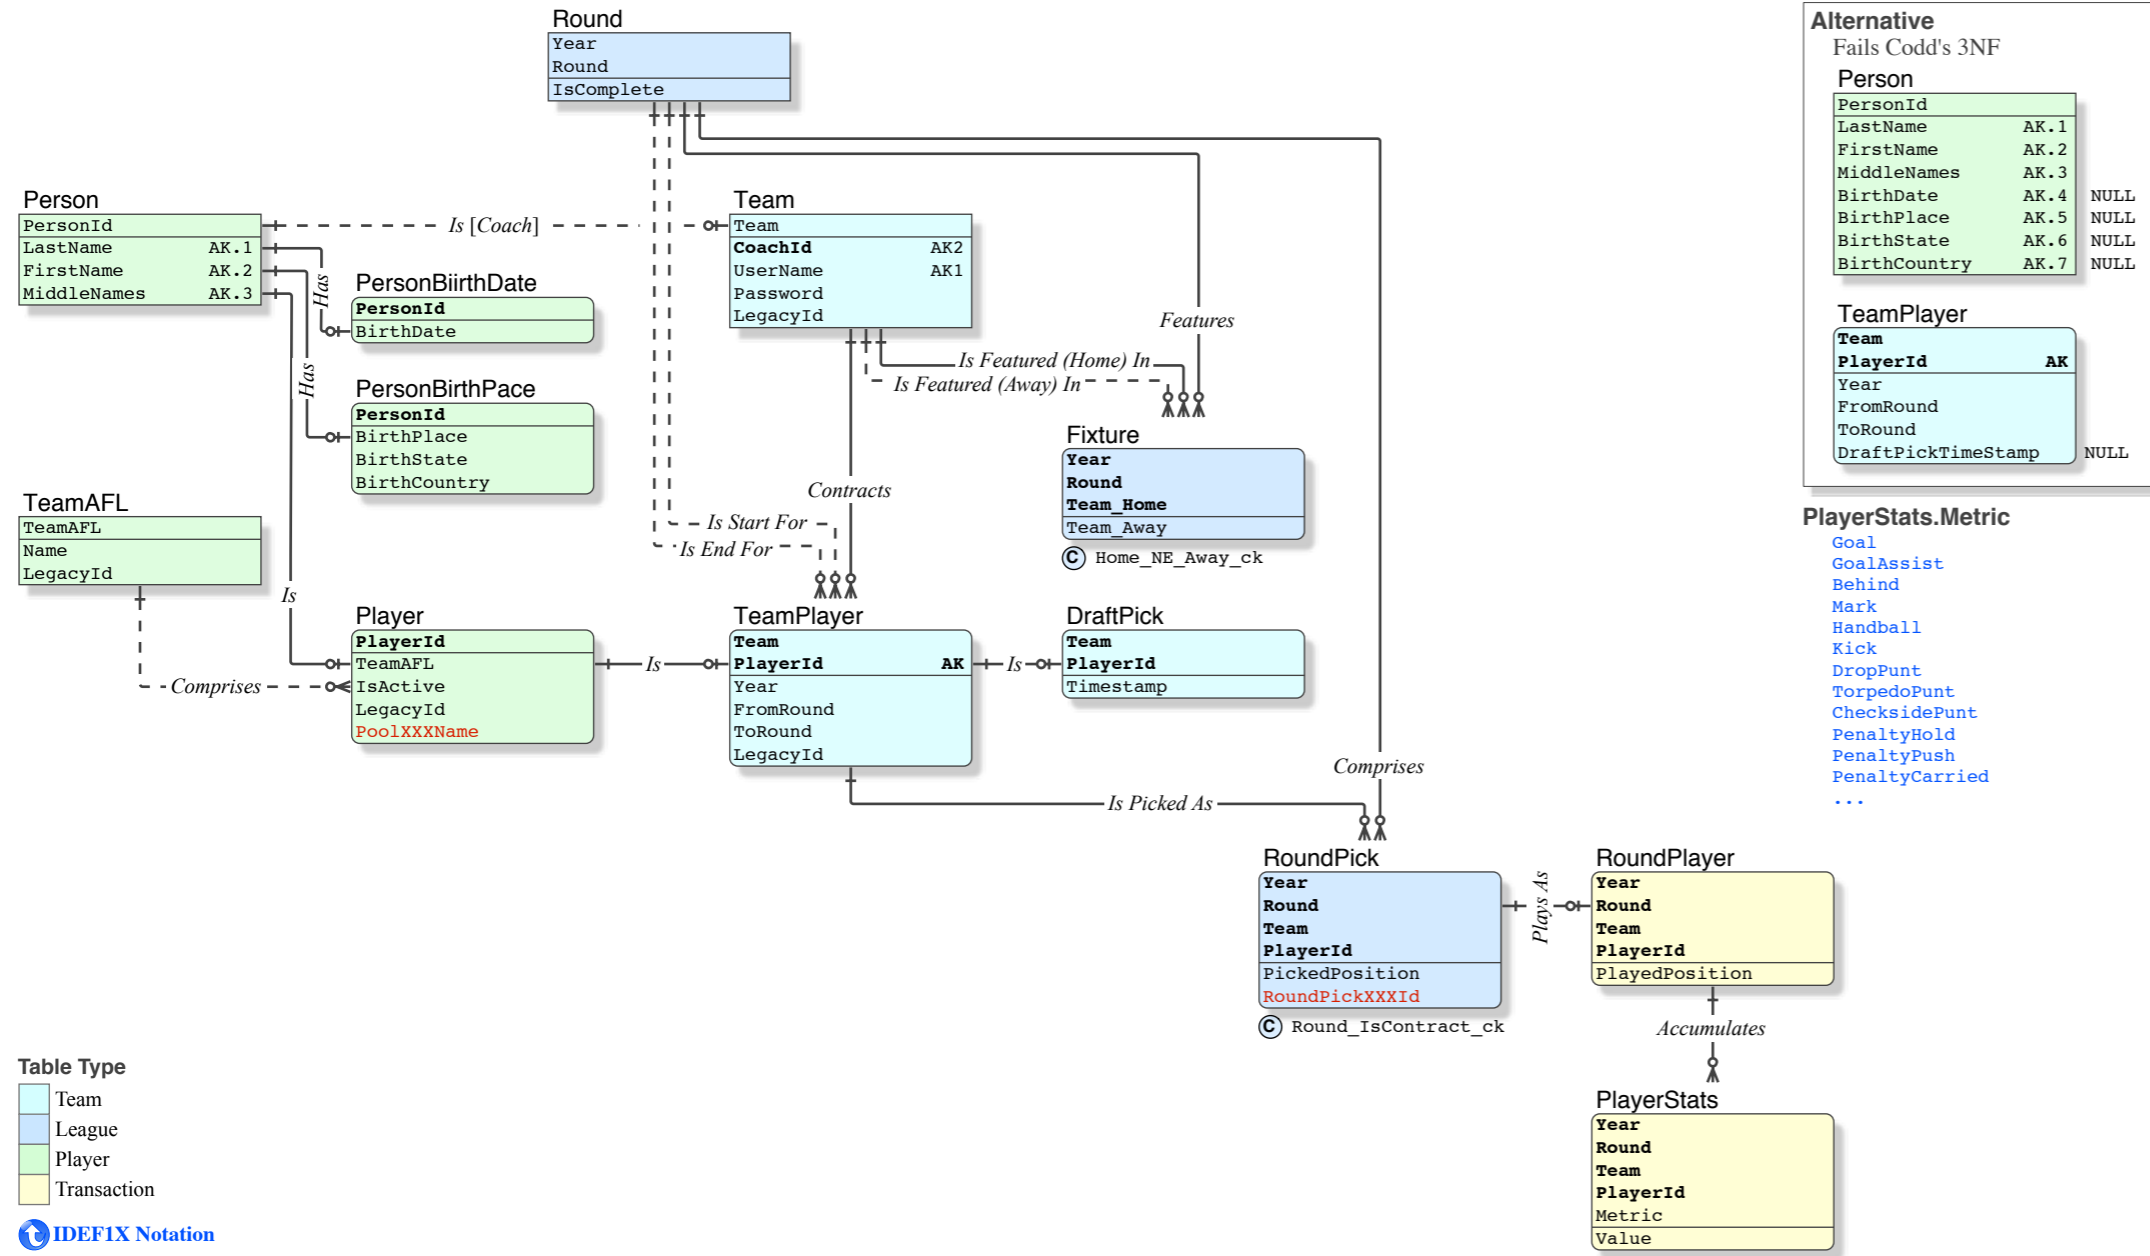 Round
Year
Round
IsComplete
Alternative
Fails Codd's 3NF
Person
PersonId
LastName AK.1
FirstName AK.2
MiddleNames AK.3
BirthDate AK.4 NULL
BirthPlace AK.5 NULL
BirthState AK.6 NULL
BirthCountry AK.7 NULL
TeamPlayer
Team
PlayerId AK
Year
FromRound
ToRound
DraftPickTimeStamp NULL
PlayerStats.Metric
Goal
GoalAssist
Behind
Mark
Handball
Kick
DropPunt
TorpedoPunt
ChecksidePunt
PenaltyHold
PenaltyPush
PenaltyCarried
...
Person
PersonId
LastName AK.1
FirstName AK.2
MiddleNames AK.3
Is [Coach]
Team
Team
CoachId AK2
UserName AK1
Password
LegacyId
Has
PersonBiirthDate
PersonId
BirthDate
Has
PersonBirthPace
PersonId
BirthPlace
BirthState
BirthCountry
Features
Is Featured (Home) In
Is Featured (Away) In
Fixture
Year
Round
Team_Home
Team_Away
C Home_NE_Away_ck
Contracts
Is Start For
Is End For
TeamAFL
TeamAFL
Name
LegacyId
Is
Comprises
Player
PlayerId
TeamAFL
IsActive
LegacyId
PoolXXXName
Is
TeamPlayer
Team
PlayerId AK
Year
FromRound
ToRound
LegacyId
Is
DraftPick
Team
PlayerId
Timestamp
Comprises
Is Picked As
RoundPick
Year
Round
Team
PlayerId
PickedPosition
RoundPickXXXId
C Round_IsContract_ck
Plays As
RoundPlayer
Year
Round
Team
PlayerId
PlayedPosition
Accumulates
PlayerStats
Year
Round
Team
PlayerId
Metric
Value
Table Type
Team
League
Player
Transaction
IDEF1X Notation